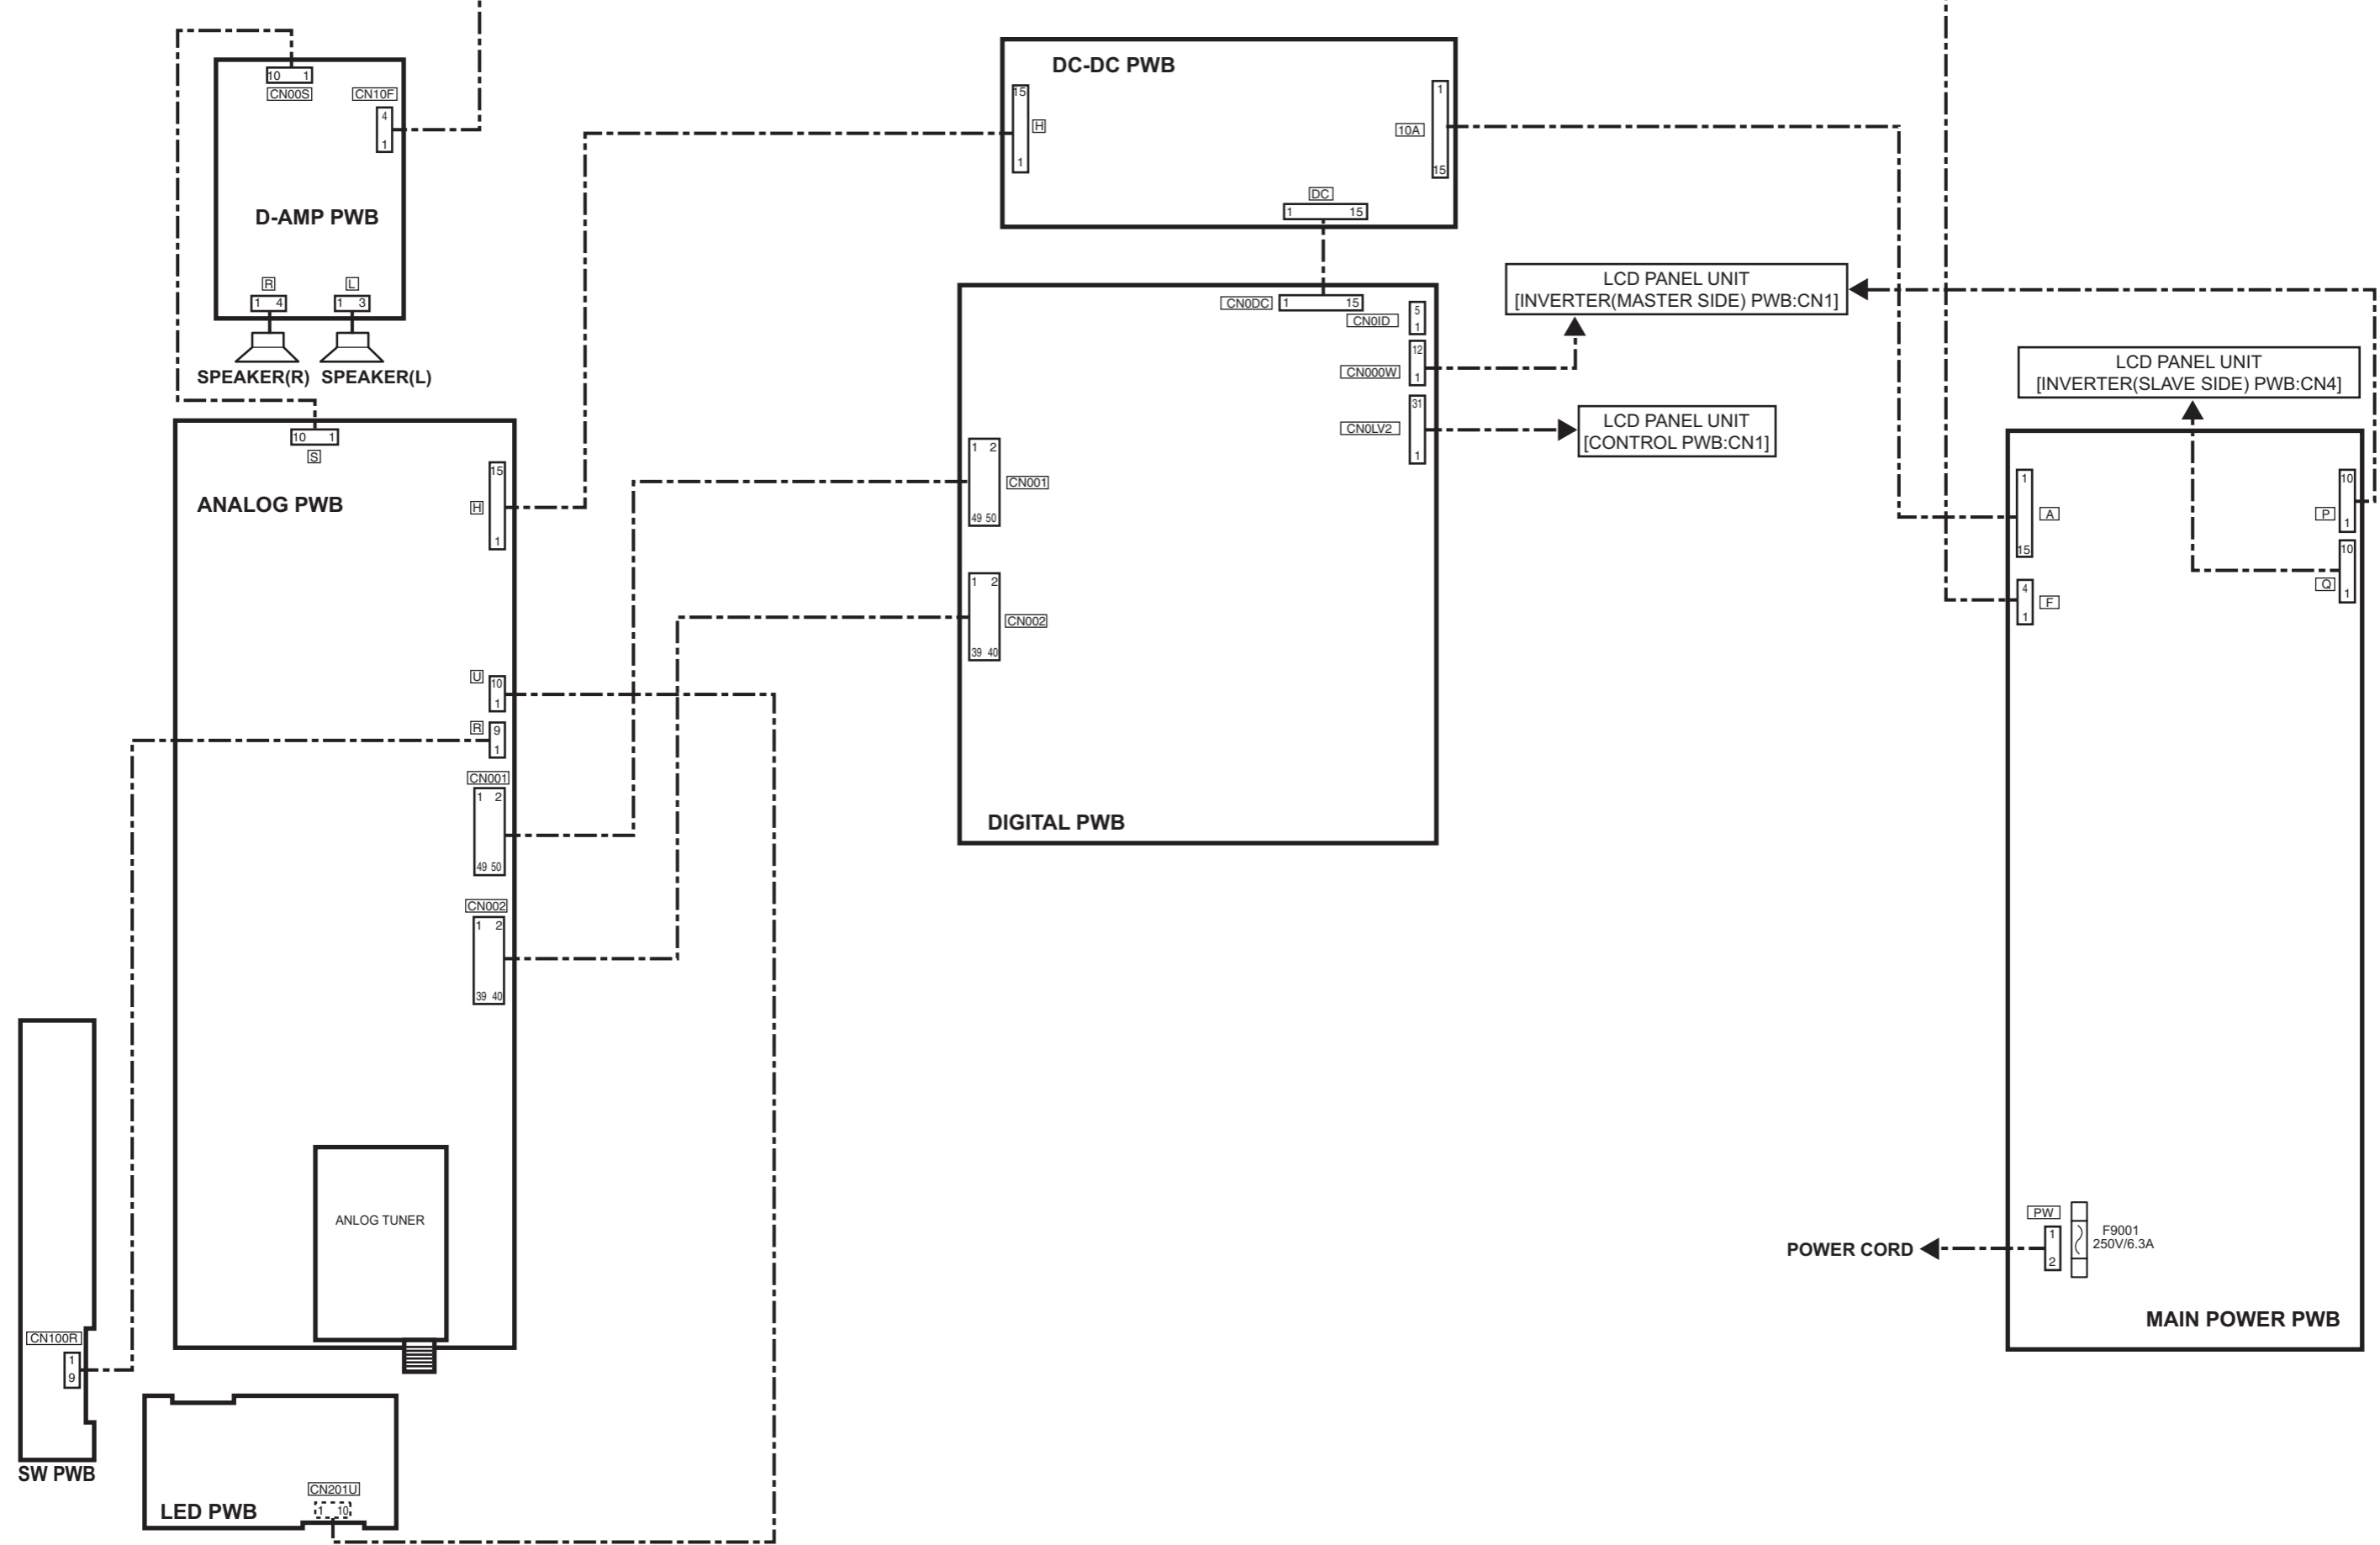 10 1
CN00S
CN10F
4
1
D-AMP PWB
R
L
1 4
1 3
SPEAKER(R) SPEAKER(L)
DC-DC PWB
15
H
1
1
10A
15
DC
1 15
CN0DC
1 15
CN0ID
5
1
12
CN000W
1
31
CN0LV2
1
1 2
CN001
49 50
1 2
CN002
39 40
DIGITAL PWB
LCD PANEL UNIT
[INVERTER(MASTER SIDE) PWB:CN1]
LCD PANEL UNIT
[CONTROL PWB:CN1]
LCD PANEL UNIT
[INVERTER(SLAVE SIDE) PWB:CN4]
10 1
S
ANALOG PWB
15
H
1
U
10
1
R
9
1
CN001
1 2
49 50
CN002
1 2
39 40
ANLOG TUNER
1
A
15
4
F
1
10
P
1
10
Q
1
PW
1
2
F9001
250V/6.3A
POWER CORD
MAIN POWER PWB
CN100R
1
9
SW PWB
CN201U
1 10
LED PWB